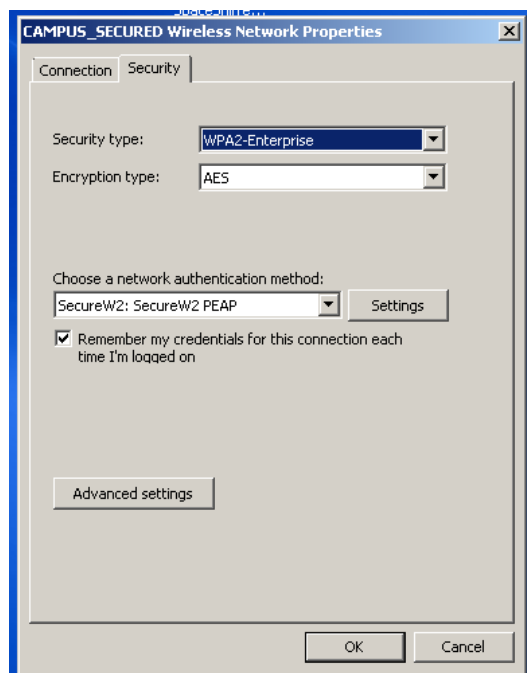 CAMPUS_SECURED Wireless Network Properties
Connection Security
Security type: WPA2-Enterprise
Encryption type: AES
Choose a network authentication method:
SecureW2: SecureW2 PEAP Settings
Remember my credentials for this connection each
time I'm logged on
Advanced settings
OK Cancel